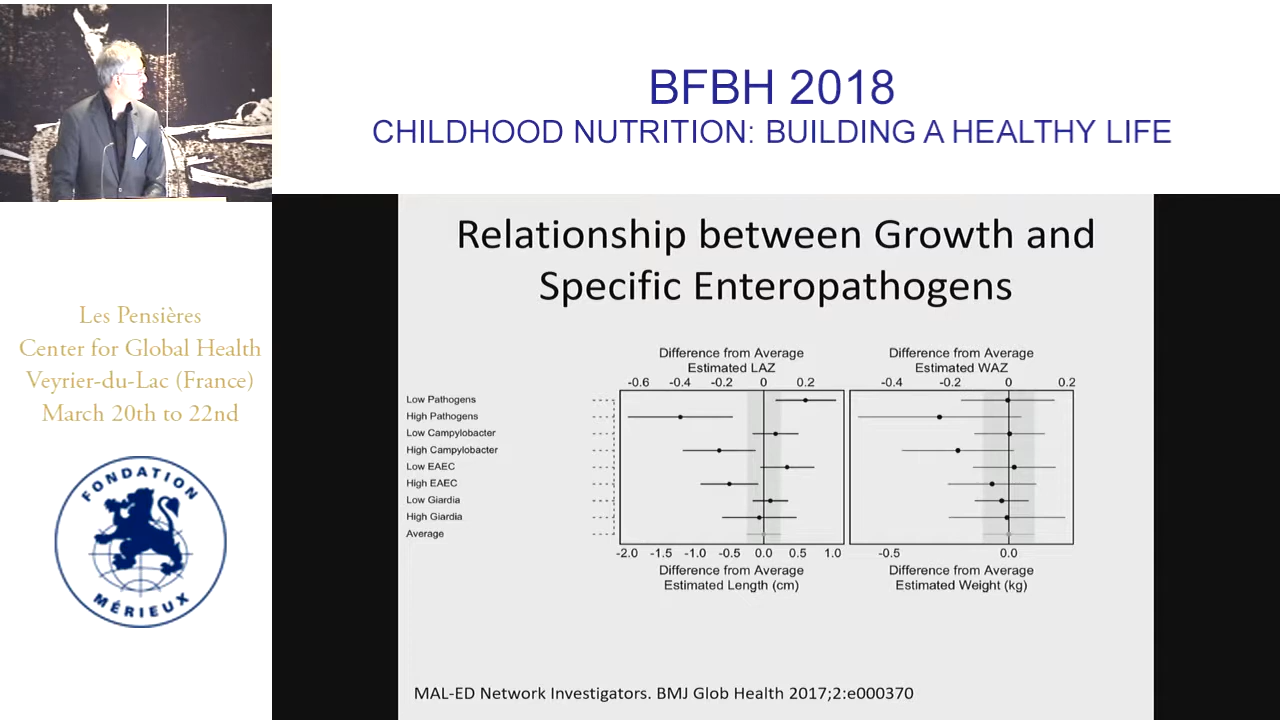 BFBH 2018
CHILDHOOD NUTRITION: BUILDING A HEALTHY LIFE
Les Pensières
Center for Global Health
Veyrier-du-Lac (France)
March 20th to 22nd
FONDATION
MÉRIEUX
Relationship between Growth and
Specific Enteropathogens
Difference from Average
Estimated LAZ
-0.6 -0.4 -0.2 0 0.2
Difference from Average
Estimated WAZ
-0.4 -0.2 0 0.2
Low Pathogens
High Pathogens
Low Campylobacter
High Campylobacter
Low EAEC
High EAEC
Low Giardia
High Giardia
Average
-2.0 -1.5 -1.0 -0.5 0.0 0.5 1.0
Difference from Average
Estimated Length (cm)
-0.5 0.0
Difference from Average
Estimated Weight (kg)
MAL-ED Network Investigators. BMJ Glob Health 2017;2:e000370